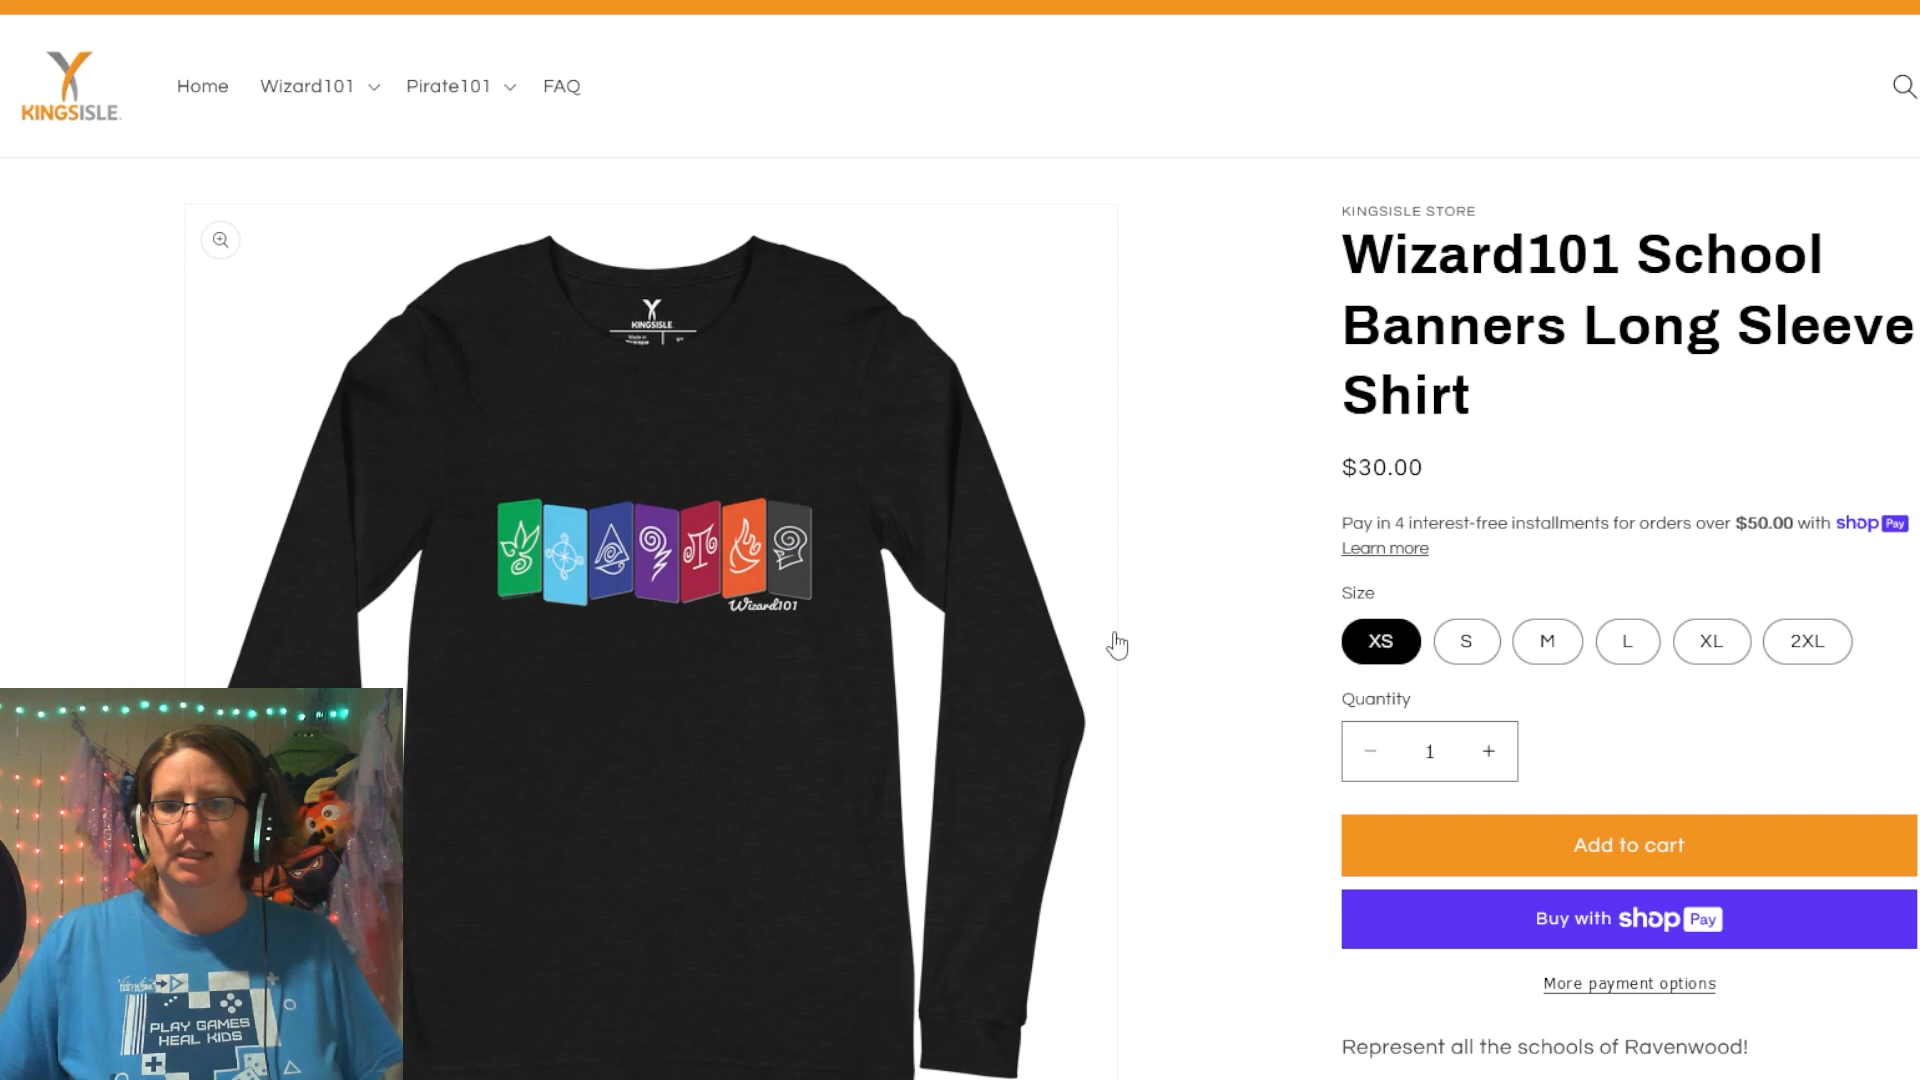 KINGSISLE
Home
Wizard101
Pirate101
FAQ
KINGSISLE
Made in
Wizard101
KINGSISLE STORE
Wizard101 School
Banners Long Sleeve
Shirt
$30.00
Pay in 4 interest-free installments for orders over $50.00 with shop Pay
Learn more
Size
XS S M L XL 2XL
Quantity
− 1 +
Add to cart
Buy with shop Pay
More payment options
Represent all the schools of Ravenwood!
PLAY GAMES
HEAL KIDS